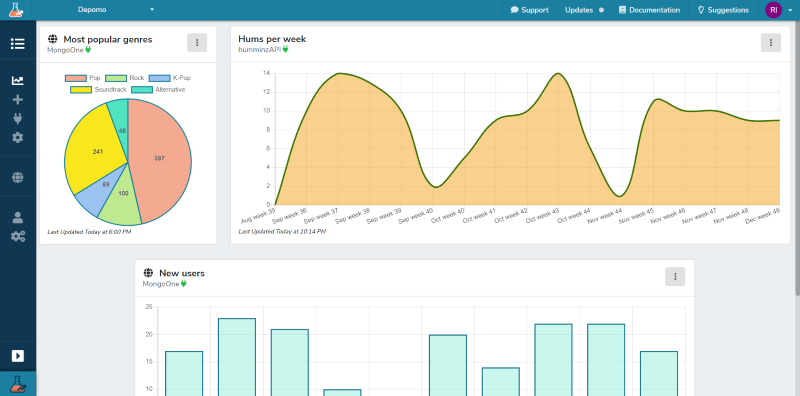 Depomo
Support
Updates
Documentation
Suggestions
RI
Most popular genres
MongoOne
Pop
Rock
K-Pop
Soundtrack
Alternative
48
241
397
69
100
Last Updated Today at 6:00 PM
Hums per week
humminzAPI
14
12
10
8
6
4
2
0
Aug week 35
Sep week 36
Sep week 37
Sep week 38
Sep week 39
Sep week 40
Oct week 40
Oct week 41
Oct week 42
Oct week 43
Oct week 44
Nov week 44
Nov week 45
Nov week 46
Nov week 47
Nov week 48
Dec week 49
Last Updated Today at 10:14 PM
New users
MongoOne
25
20
15
10